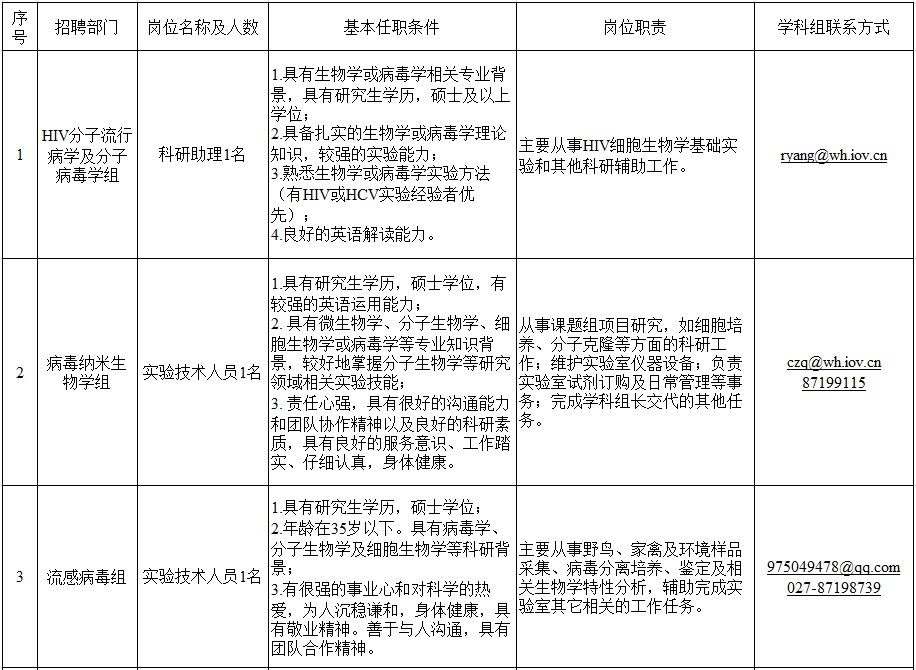 序号
招聘部门
岗位名称及人数
基本任职条件
岗位职责
学科组联系方式
1
HIV分子流行
病学及分子
病毒学组
科研助理1名
1.具有生物学或病毒学相关专业背
景，具有研究生学历，硕士及以上
学位；
2.具备扎实的生物学或病毒学理论
知识，较强的实验能力；
3.熟悉生物学或病毒学实验方法
（有HIV或HCV实验经验者优
先）；
4.良好的英语解读能力。
主要从事HIV细胞生物学基础实
验和其他科研辅助工作。
ryang@wh.iov.cn
2
病毒纳米生
物学组
实验技术人员1名
1.具有研究生学历，硕士学位，有
较强的英语运用能力；
2. 具有微生物学、分子生物学、细
胞生物学或病毒学等专业知识背
景，较好地掌握分子生物学等研究
领域相关实验技能；
3. 责任心强，具有很好的沟通能力
和团队协作精神以及良好的科研素
质，具有良好的服务意识、工作踏
实、仔细认真，身体健康。
从事课题组项目研究，如细胞培
养、分子克隆等方面的科研工
作；维护实验室仪器设备；负责
实验室试剂订购及日常管理等事
务；完成学科组长交代的其他任
务。
czq@wh.iov.cn
87199115
3
流感病毒组
实验技术人员1名
1.具有研究生学历，硕士学位；
2.年龄在35岁以下。具有病毒学、
分子生物学及细胞生物学等科研背
景；
3.有很强的事业心和对科学的热
爱，为人沉稳谦和，身体健康，具
有敬业精神。善于与人沟通，具有
团队合作精神。
主要从事野鸟、家禽及环境样品
采集、病毒分离培养、鉴定及相
关生物学特性分析，辅助完成实
验室其它相关的工作任务。
975049478@qq.com
027-87198739